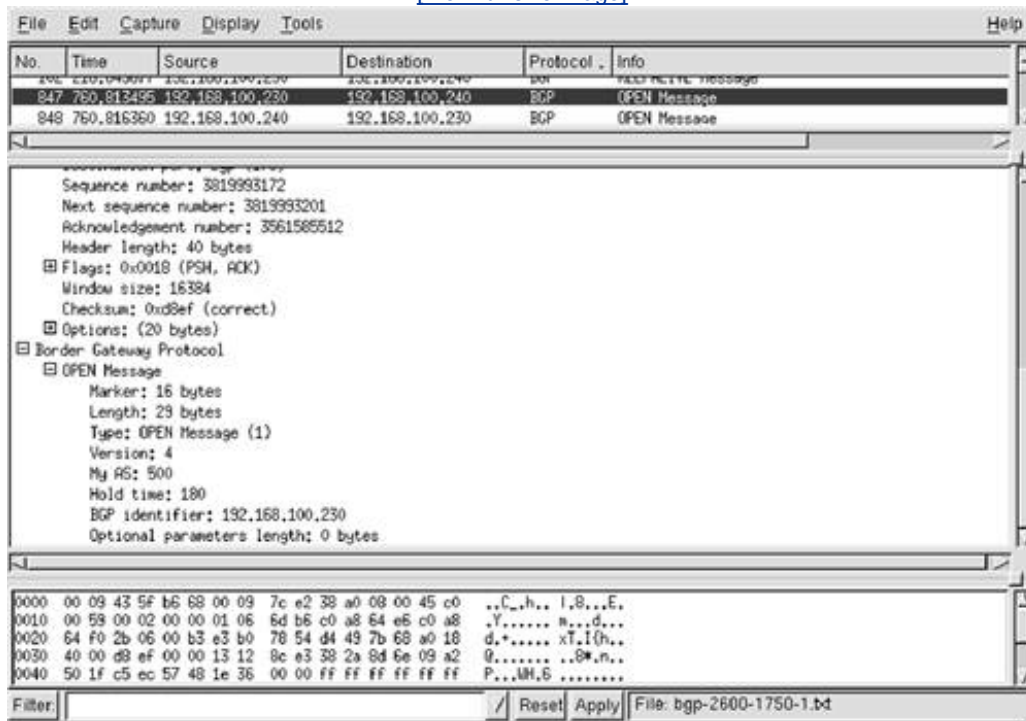 File Edit Capture Display Tools Help
No. Time Source Destination Protocol . Info
847 760.813495 192.168.100.230 192.168.100.240 BGP OPEN Message
848 760.816360 192.168.100.240 192.168.100.230 BGP OPEN Message
Sequence number: 3819993172
Next sequence number: 3819993201
Acknowledgement number: 3561585512
Header length: 40 bytes
Flags: 0x0018 (PSH, ACK)
Window size: 16384
Checksum: 0xd8ef (correct)
Options: (20 bytes)
Border Gateway Protocol
OPEN Message
Marker: 16 bytes
Length: 29 bytes
Type: OPEN Message (1)
Version: 4
My AS: 500
Hold time: 180
BGP identifier: 192.168.100.230
Optional parameters length: 0 bytes
0000 00 09 43 5f b6 68 00 09 7c e2 38 a0 08 00 45 c0 ..C_.h.. |.8...E.
0010 00 59 00 02 00 00 01 06 6d b6 c0 a8 64 e6 c0 a8 .Y...... m...d...
0020 64 f0 2b 06 00 b3 e3 b0 78 54 d4 49 7b 68 a0 18 d.+..... xT.I{h..
0030 40 00 d8 ef 00 00 13 12 8c e3 38 2a 8d 6e 09 a2 @....... ..8*.n..
0040 50 1f c5 ec 57 48 1e 36 00 00 ff ff ff ff ff ff P...WH.6 ........
Filter: / Reset Apply File: bgp-2600-1750-1.txt